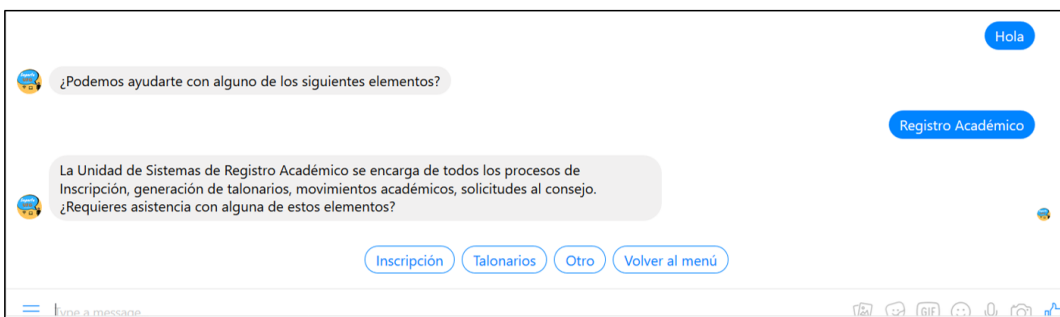 Hola
¿Podemos ayudarte con alguno de los siguientes elementos?
Registro Académico
La Unidad de Sistemas de Registro Académico se encarga de todos los procesos de
Inscripción, generación de talonarios, movimientos académicos, solicitudes al consejo.
¿Requieres asistencia con alguna de estos elementos?
Inscripción Talonarios Otro Volver al menú
Type a message
GIF